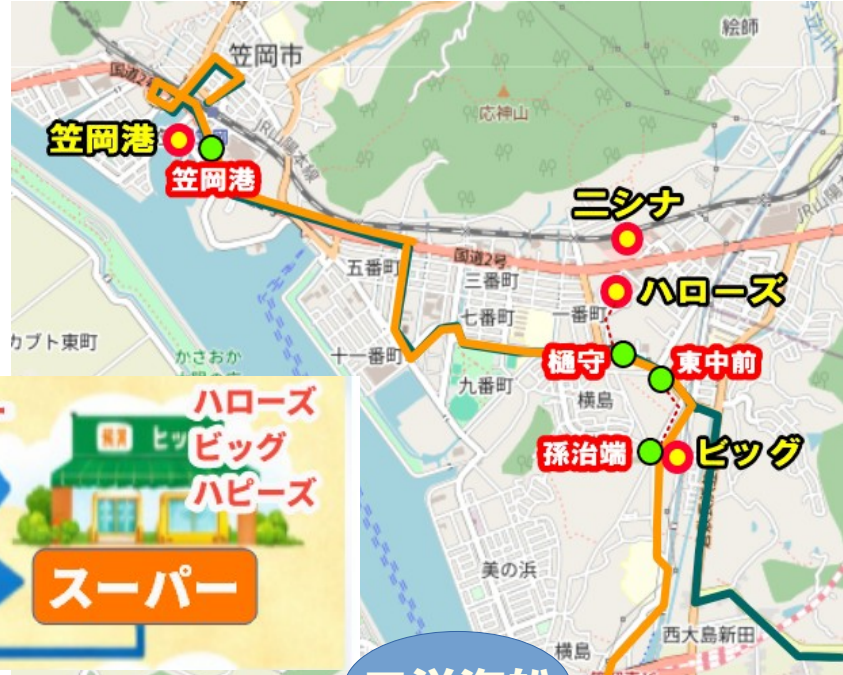 絵師
笠岡市
国道2号
応神山
笠岡港
JR山陽本線
笠岡港
ニシナ
国道2号
五番町
三番町
ハローズ
七番町
一番町
カブト東町
かさおか
十一番町
樋守
東中前
九番町
横島
ハローズ
ビッグ
ハピーズ
孫治端
ビッグ
スーパー
美の浜
西大島新田
横島